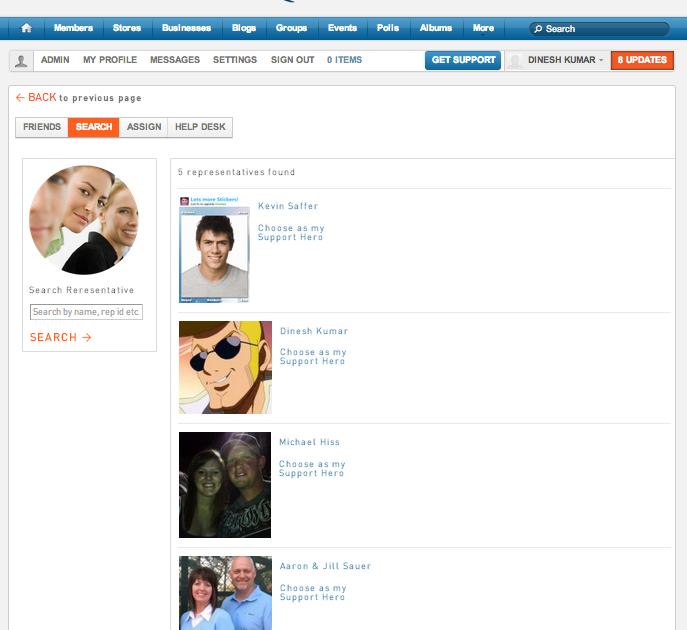 Members Stores Businesses Blogs Groups Events Polls Albums More Search
ADMIN MY PROFILE MESSAGES SETTINGS SIGN OUT 0 ITEMS GET SUPPORT DINESH KUMAR 8 UPDATES
← BACK to previous page
FRIENDS SEARCH ASSIGN HELP DESK
Search Reresentative
Search by name, rep id etc.
SEARCH →
5 representatives found
Lots more Stickers!
Kevin Saffer
Choose as my
Support Hero
Dinesh Kumar
Choose as my
Support Hero
Michael Hiss
Choose as my
Support Hero
Aaron & Jill Sauer
Choose as my
Support Hero